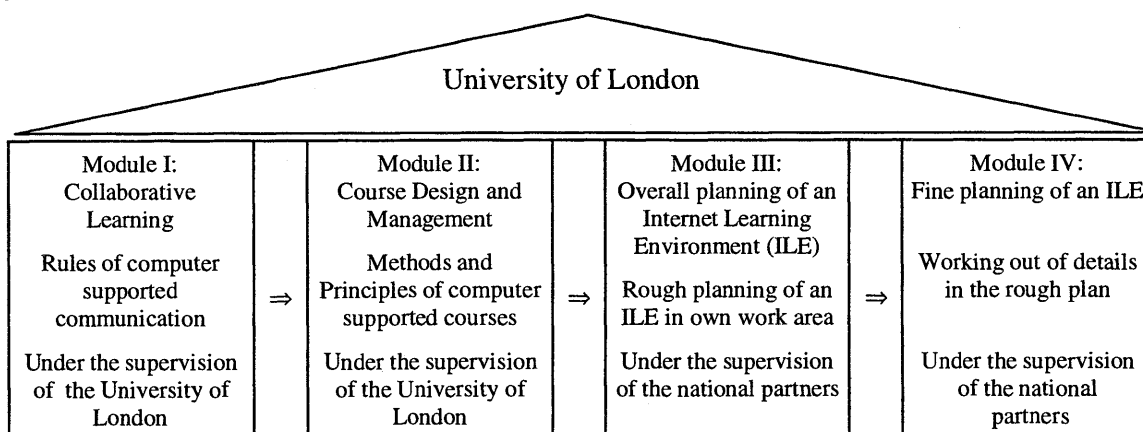 University of London
Module I:
Collaborative
Learning
Rules of computer
supported
communication
Under the supervision
of the University of
London
⇒
Module II:
Course Design and
Management
Methods and
Principles of computer
supported courses
Under the supervision
of the University of
London
⇒
Module III:
Overall planning of an
Internet Learning
Environment (ILE)
Rough planning of an
ILE in own work area
Under the supervision
of the national partners
⇒
Module IV:
Fine planning of an ILE
Working out of details
in the rough plan
Under the supervision
of the national
partners